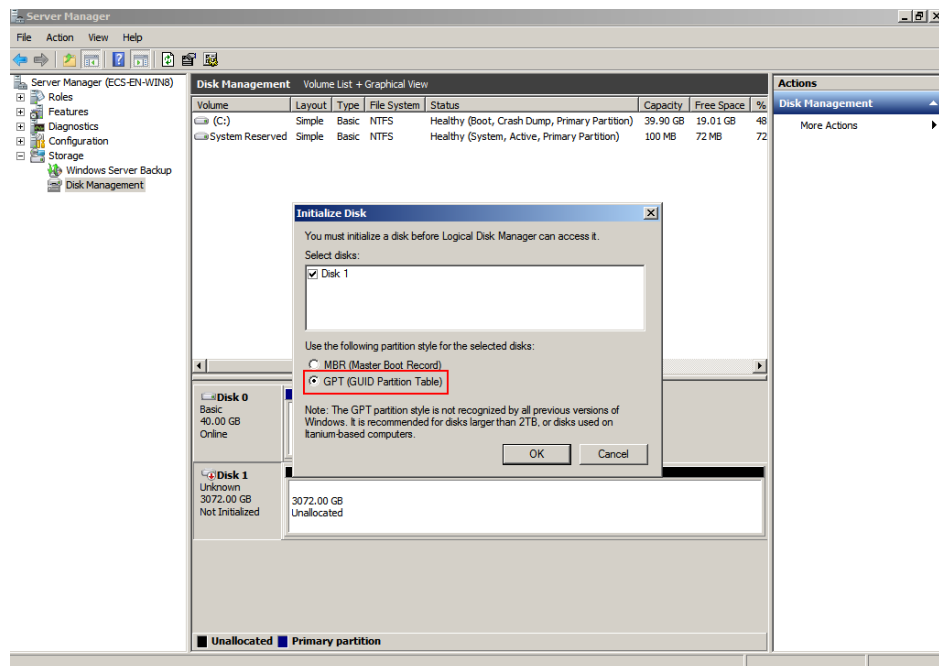 Server Manager
File Action View Help
Server Manager (ECS-EN-WIN8)
Roles
Features
Diagnostics
Configuration
Storage
Windows Server Backup
Disk Management
Disk Management Volume List + Graphical View
Volume Layout Type File System Status Capacity Free Space %
(C:) Simple Basic NTFS Healthy (Boot, Crash Dump, Primary Partition) 39.90 GB 19.01 GB 48
System Reserved Simple Basic NTFS Healthy (System, Active, Primary Partition) 100 MB 72 MB 72
Actions
Disk Management
More Actions
Initialize Disk
You must initialize a disk before Logical Disk Manager can access it.
Select disks:
Disk 1
Use the following partition style for the selected disks:
MBR (Master Boot Record)
GPT (GUID Partition Table)
Note: The GPT partition style is not recognized by all previous versions of
Windows. It is recommended for disks larger than 2TB, or disks used on
Itanium-based computers.
OK Cancel
Disk 0
Basic
40.00 GB
Online
Disk 1
Unknown
3072.00 GB
Not Initialized
3072.00 GB
Unallocated
Unallocated Primary partition